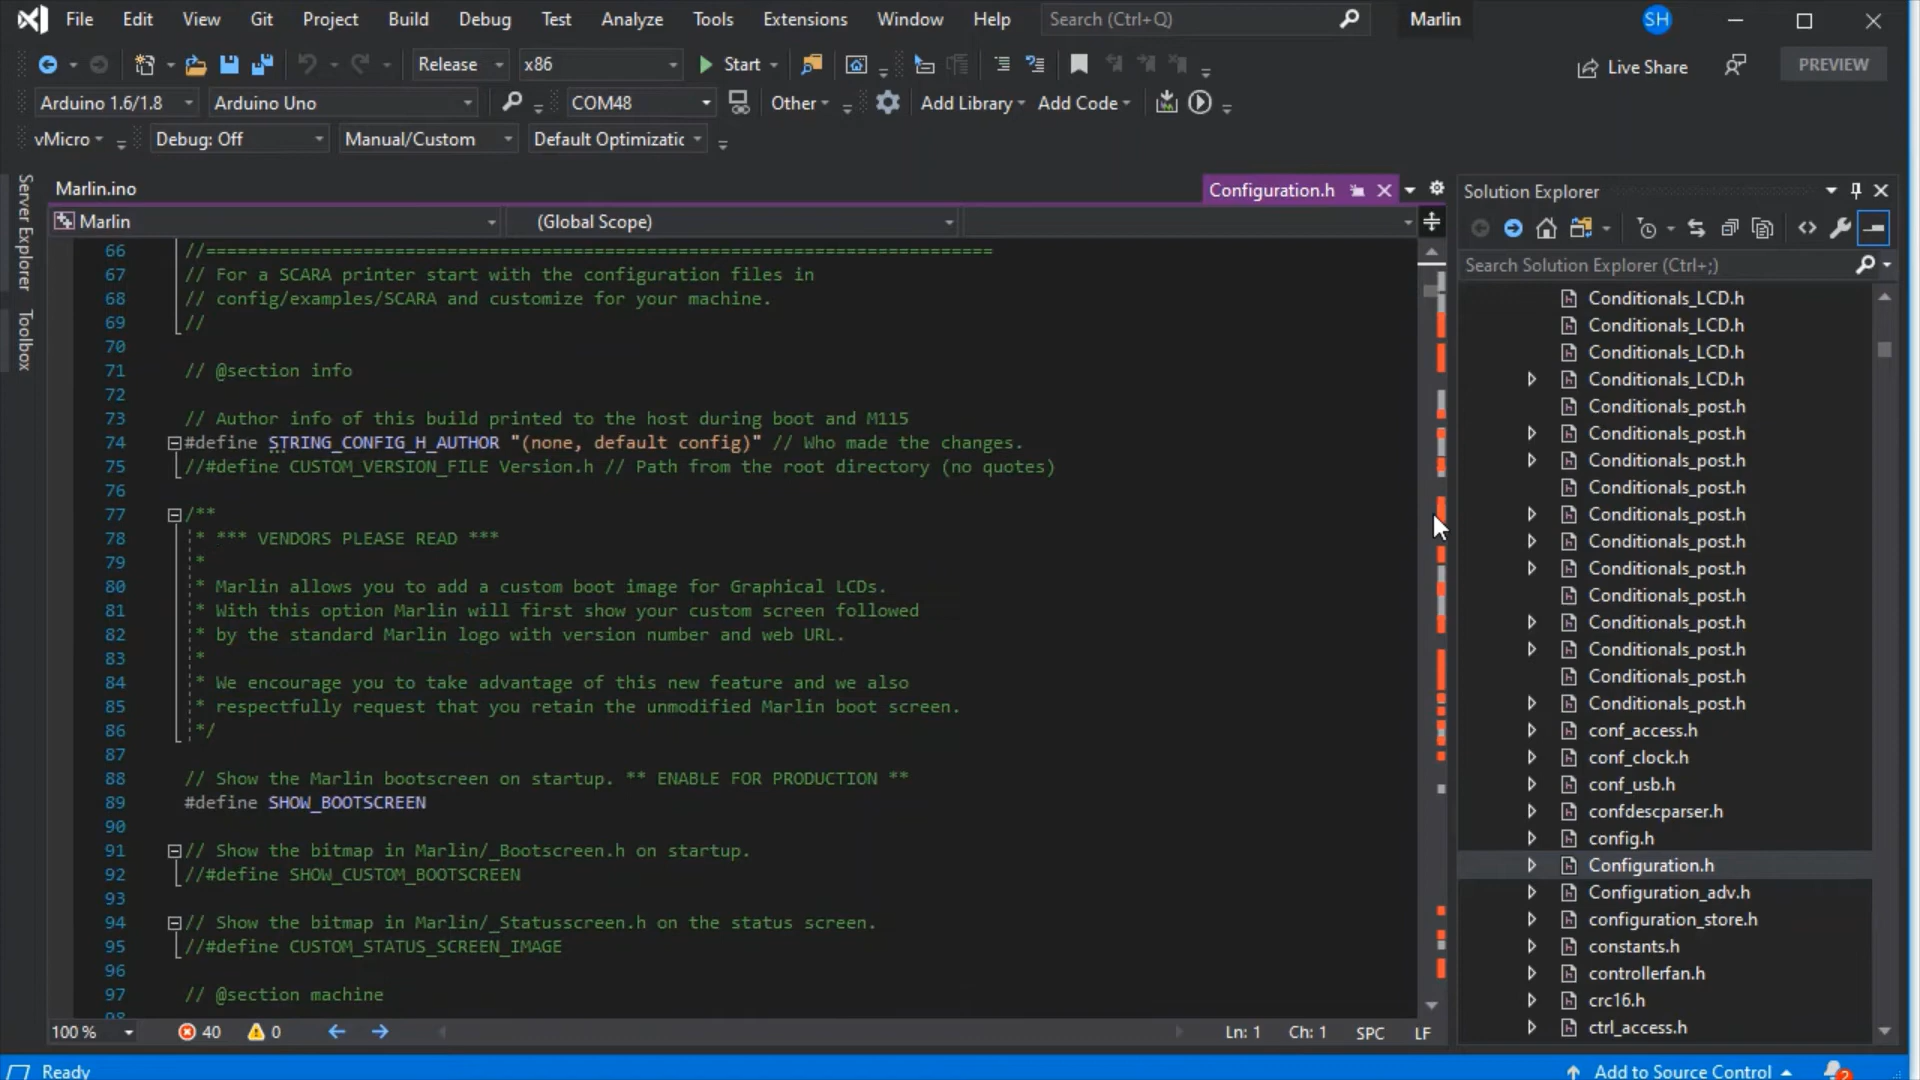 File Edit View Git Project Build Debug Test Analyze Tools Extensions Window Help Search (Ctrl+Q) Marlin SH
Release x86 Start Live Share PREVIEW
Arduino 1.6/1.8 Arduino Uno COM48 Other Add Library Add Code
vMicro Debug: Off Manual/Custom Default Optimizatic
Server Explorer
Toolbox
Marlin.ino Configuration.h
Marlin (Global Scope)
66 //===========================================================================
67 // For a SCARA printer start with the configuration files in
68 // config/examples/SCARA and customize for your machine.
69 //
70
71 // @section info
72
73 // Author info of this build printed to the host during boot and M115
74 #define STRING_CONFIG_H_AUTHOR "(none, default config)" // Who made the changes.
75 //#define CUSTOM_VERSION_FILE Version.h // Path from the root directory (no quotes)
76
77 /**
78 * *** VENDORS PLEASE READ ***
79 *
80 * Marlin allows you to add a custom boot image for Graphical LCDs.
81 * With this option Marlin will first show your custom screen followed
82 * by the standard Marlin logo with version number and web URL.
83 *
84 * We encourage you to take advantage of this new feature and we also
85 * respectfully request that you retain the unmodified Marlin boot screen.
86 */
87
88 // Show the Marlin bootscreen on startup. ** ENABLE FOR PRODUCTION **
89 #define SHOW_BOOTSCREEN
90
91 // Show the bitmap in Marlin/_Bootscreen.h on startup.
92 //#define SHOW_CUSTOM_BOOTSCREEN
93
94 // Show the bitmap in Marlin/_Statusscreen.h on the status screen.
95 //#define CUSTOM_STATUS_SCREEN_IMAGE
96
97 // @section machine
98
100 % 40 0 Ln: 1 Ch: 1 SPC LF
Solution Explorer
Search Solution Explorer (Ctrl+;)
Conditionals_LCD.h
Conditionals_LCD.h
Conditionals_LCD.h
Conditionals_LCD.h
Conditionals_post.h
Conditionals_post.h
Conditionals_post.h
Conditionals_post.h
Conditionals_post.h
Conditionals_post.h
Conditionals_post.h
Conditionals_post.h
Conditionals_post.h
Conditionals_post.h
Conditionals_post.h
Conditionals_post.h
conf_access.h
conf_clock.h
conf_usb.h
confdescparser.h
config.h
Configuration.h
Configuration_adv.h
configuration_store.h
constants.h
controllerfan.h
crc16.h
ctrl_access.h
Ready Add to Source Control 2